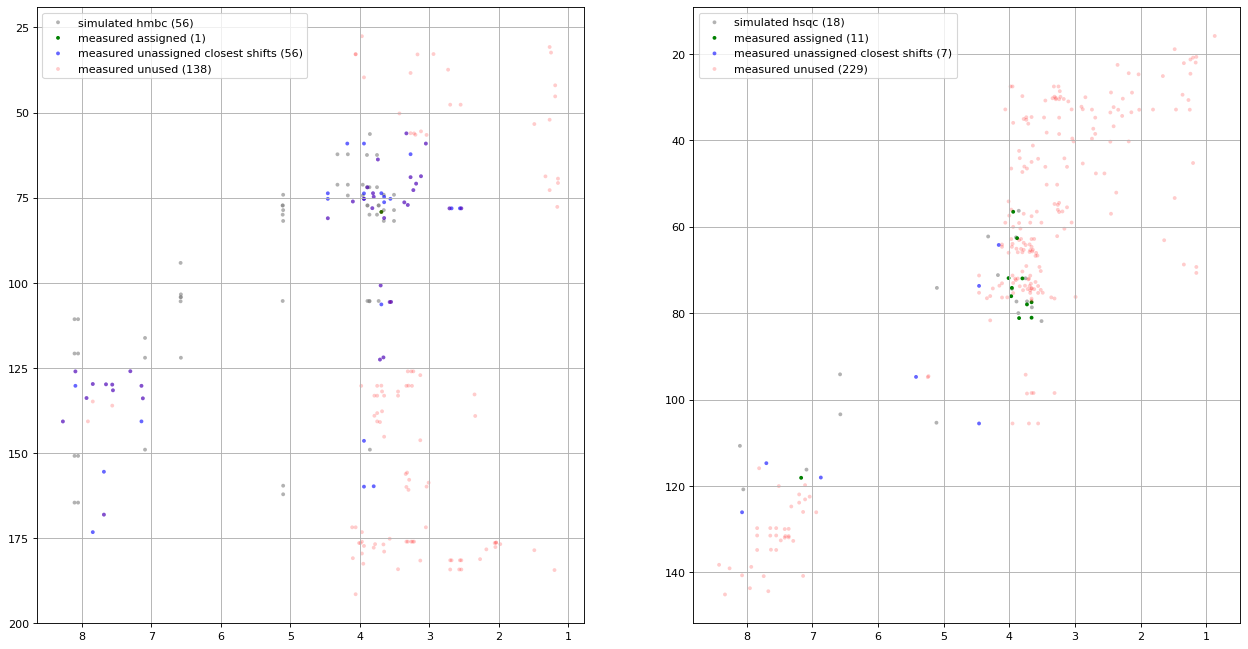 simulated hmbc (56)
measured assigned (1)
measured unassigned closest shifts (56)
measured unused (138)
25
50
75
100
125
150
175
200
8 7 6 5 4 3 2 1
simulated hsqc (18)
measured assigned (11)
measured unassigned closest shifts (7)
measured unused (229)
20
40
60
80
100
120
140
8 7 6 5 4 3 2 1